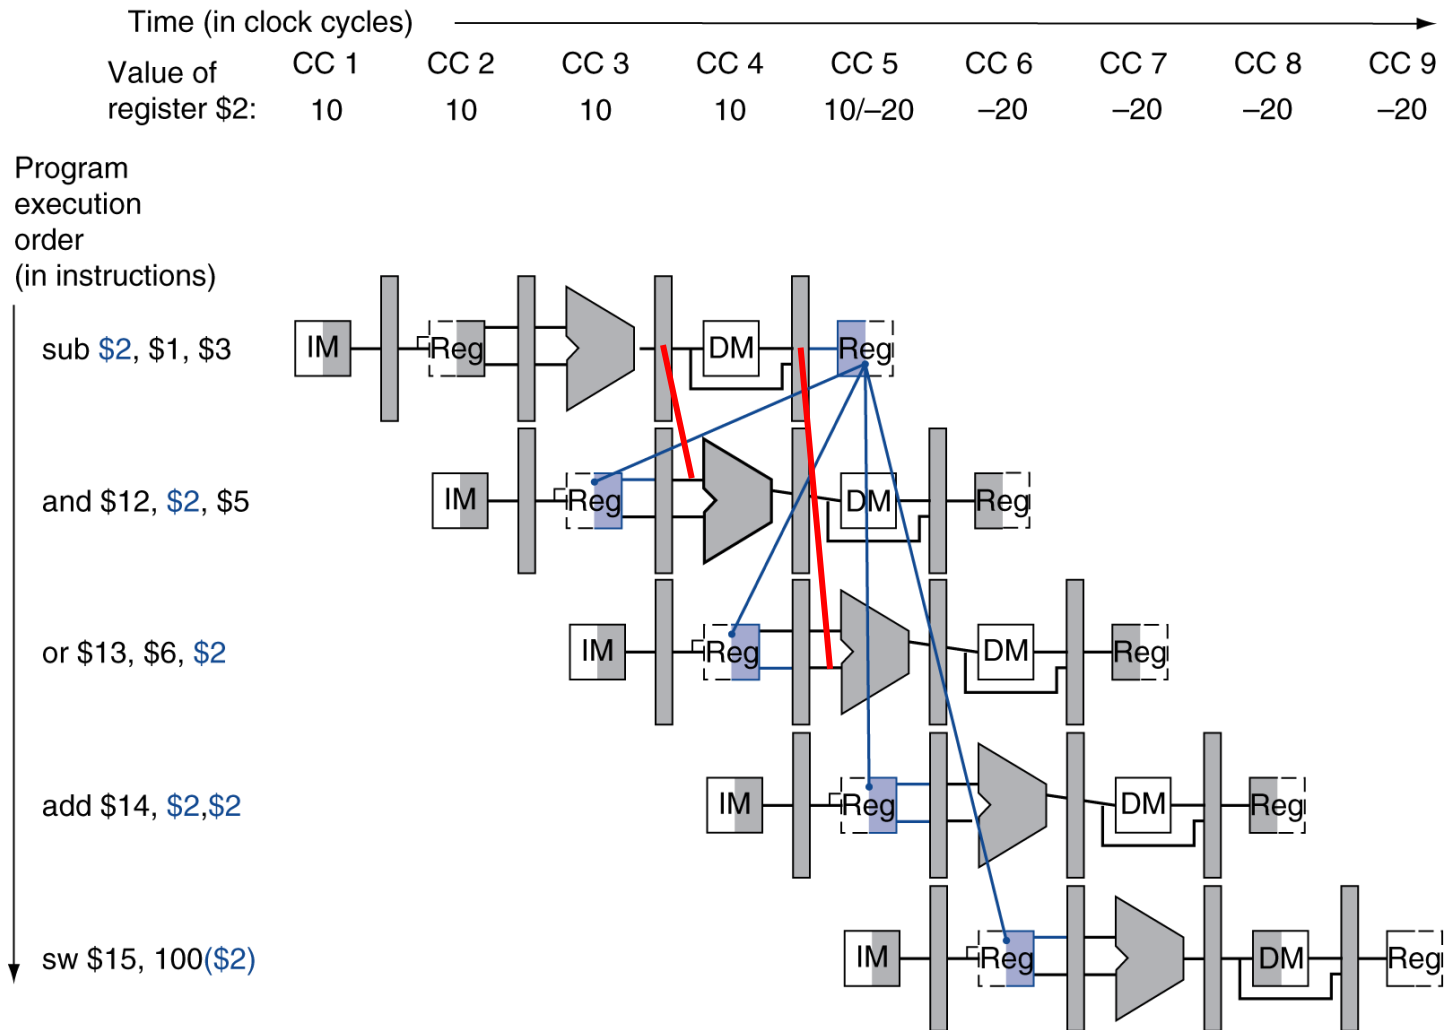 Time (in clock cycles)
Value of register $2:
CC 1 CC 2 CC 3 CC 4 CC 5 CC 6 CC 7 CC 8 CC 9
10 10 10 10 10/–20 –20 –20 –20 –20
Program
execution
order
(in instructions)
sub $2, $1, $3
IM Reg DM Reg
and $12, $2, $5
IM Reg DM Reg
or $13, $6, $2
IM Reg DM Reg
add $14, $2,$2
IM Reg DM Reg
sw $15, 100($2)
IM Reg DM Reg